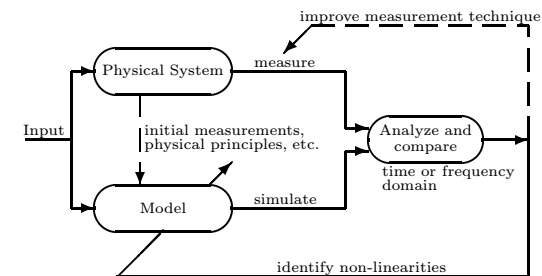 improve measurement technique
Physical System
measure
Input
initial measurements,
physical principles, etc.
Analyze and
compare
time or frequency
domain
Model
simulate
identify non-linearities